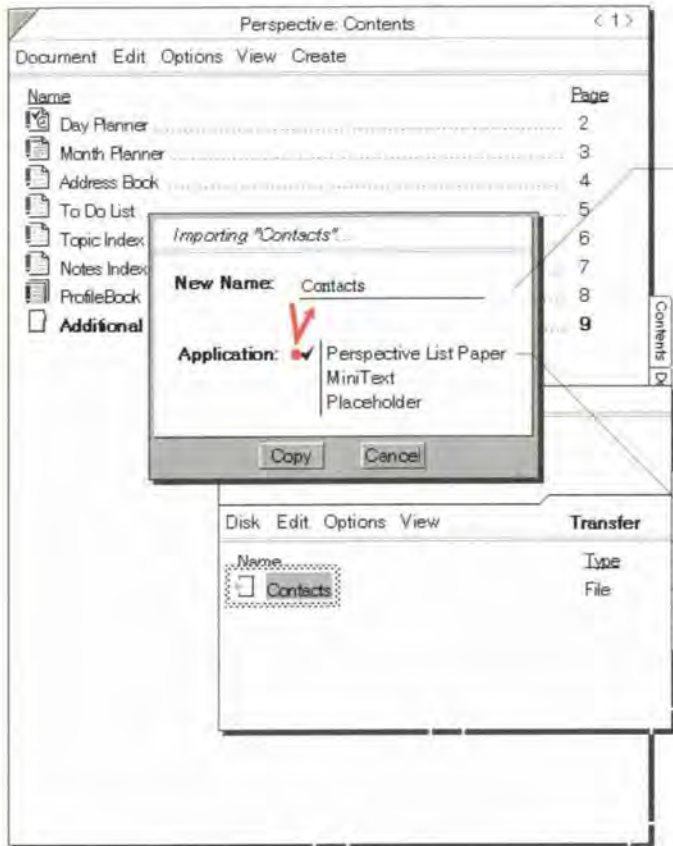 Perspective: Contents < 1 >
Document Edit Options View Create
Name Page
Day Planner 2
Month Planner 3
Address Book 4
To Do List 5
Topic Index 6
Notes Index 7
ProfileBook 8
Additional 9
Importing "Contacts"...
New Name: Contacts
Application: Perspective List Paper
MiniText
Placeholder
Copy Cancel
Contents
Disk Edit Options View Transfer
Name Type
Contacts File